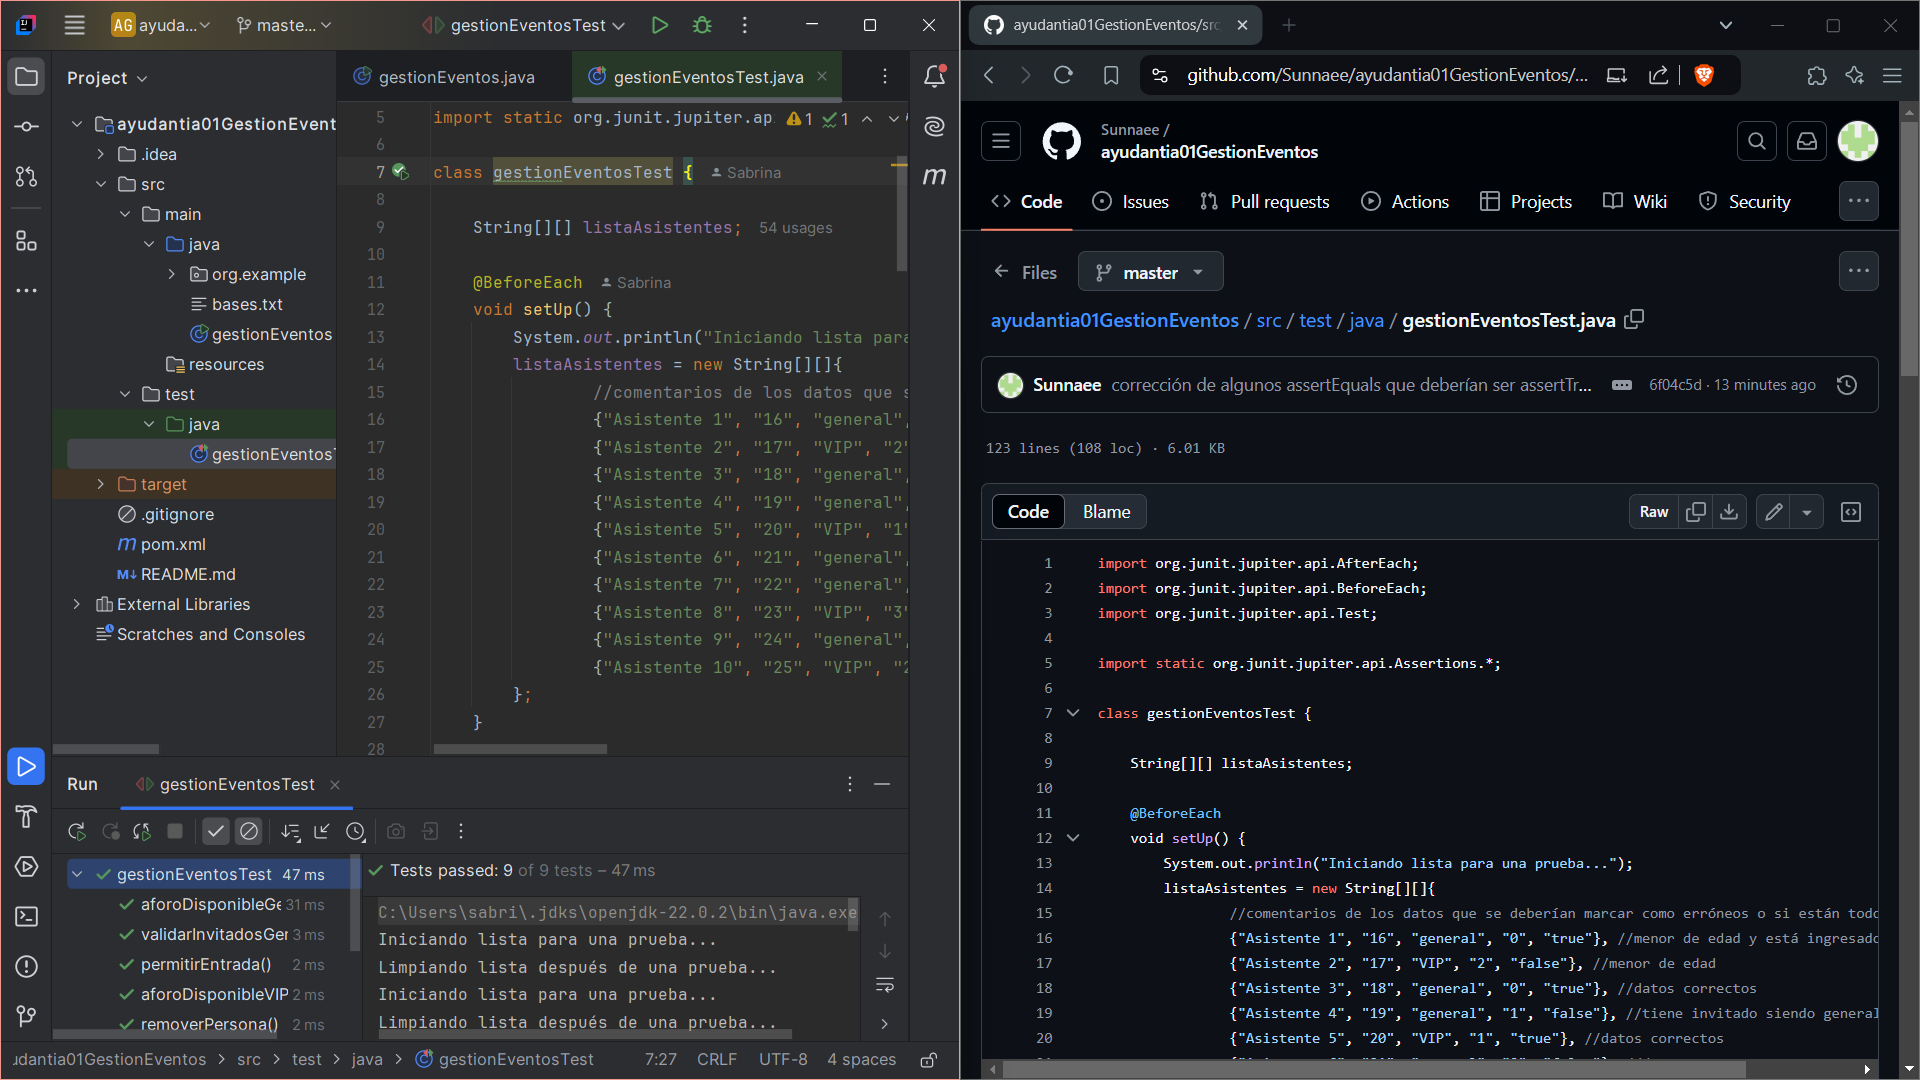 AG ayuda...
maste...
gestionEventosTest
Project
ayudantia01GestionEvent
.idea
src
main
java
org.example
bases.txt
gestionEventos
resources
test
java
gestionEventosT
target
.gitignore
pom.xml
README.md
External Libraries
Scratches and Consoles
gestionEventos.java
gestionEventosTest.java
5 import static org.junit.jupiter.ap
1 1
6
7 class gestionEventosTest { Sabrina
8
9 String[][] listaAsistentes; 54 usages
10
11 @BeforeEach Sabrina
12 void setUp() {
13 System.out.println("Iniciando lista para
14 listaAsistentes = new String[][]{
15 //comentarios de los datos que s
16 {"Asistente 1", "16", "general",
17 {"Asistente 2", "17", "VIP", "2"
18 {"Asistente 3", "18", "general",
19 {"Asistente 4", "19", "general",
20 {"Asistente 5", "20", "VIP", "1"
21 {"Asistente 6", "21", "general",
22 {"Asistente 7", "22", "general",
23 {"Asistente 8", "23", "VIP", "3"
24 {"Asistente 9", "24", "general",
25 {"Asistente 10", "25", "VIP", "2
26 };
27 }
28
Run gestionEventosTest
gestionEventosTest 47 ms
aforoDisponibleGe 31 ms
validarInvitadosGer 3 ms
permitirEntrada() 2 ms
aforoDisponibleVIP 2 ms
removerPersona() 2 ms
Tests passed: 9 of 9 tests – 47 ms
C:\Users\sabri\.jdks\openjdk-22.0.2\bin\java.exe
Iniciando lista para una prueba...
Limpiando lista después de una prueba...
Iniciando lista para una prueba...
Limpiando lista después de una prueba...
udantia01GestionEventos > src > test > java > gestionEventosTest 7:27 CRLF UTF-8 4 spaces
ayudantia01GestionEventos/src
github.com/Sunnaee/ayudantia01GestionEventos/...
Sunnaee /
ayudantia01GestionEventos
Code
Issues
Pull requests
Actions
Projects
Wiki
Security
Files
master
ayudantia01GestionEventos / src / test / java / gestionEventosTest.java
Sunnaee corrección de algunos assertEquals que deberían ser assertTr... 6f04c5d · 13 minutes ago
123 lines (108 loc) · 6.01 KB
Code Blame Raw
1 import org.junit.jupiter.api.AfterEach;
2 import org.junit.jupiter.api.BeforeEach;
3 import org.junit.jupiter.api.Test;
4
5 import static org.junit.jupiter.api.Assertions.*;
6
7 class gestionEventosTest {
8
9 String[][] listaAsistentes;
10
11 @BeforeEach
12 void setUp() {
13 System.out.println("Iniciando lista para una prueba...");
14 listaAsistentes = new String[][]{
15 //comentarios de los datos que se deberían marcar como erróneos o si están todo
16 {"Asistente 1", "16", "general", "0", "true"}, //menor de edad y está ingresado
17 {"Asistente 2", "17", "VIP", "2", "false"}, //menor de edad
18 {"Asistente 3", "18", "general", "0", "true"}, //datos correctos
19 {"Asistente 4", "19", "general", "1", "false"}, //tiene invitado siendo general
20 {"Asistente 5", "20", "VIP", "1", "true"}, //datos correctos